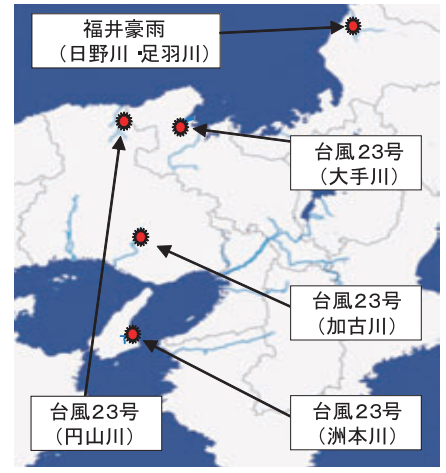 福井豪雨
（日野川・足羽川）
台風23号
（大手川）
台風23号
（加古川）
台風23号
（円山川）
台風23号
（洲本川）